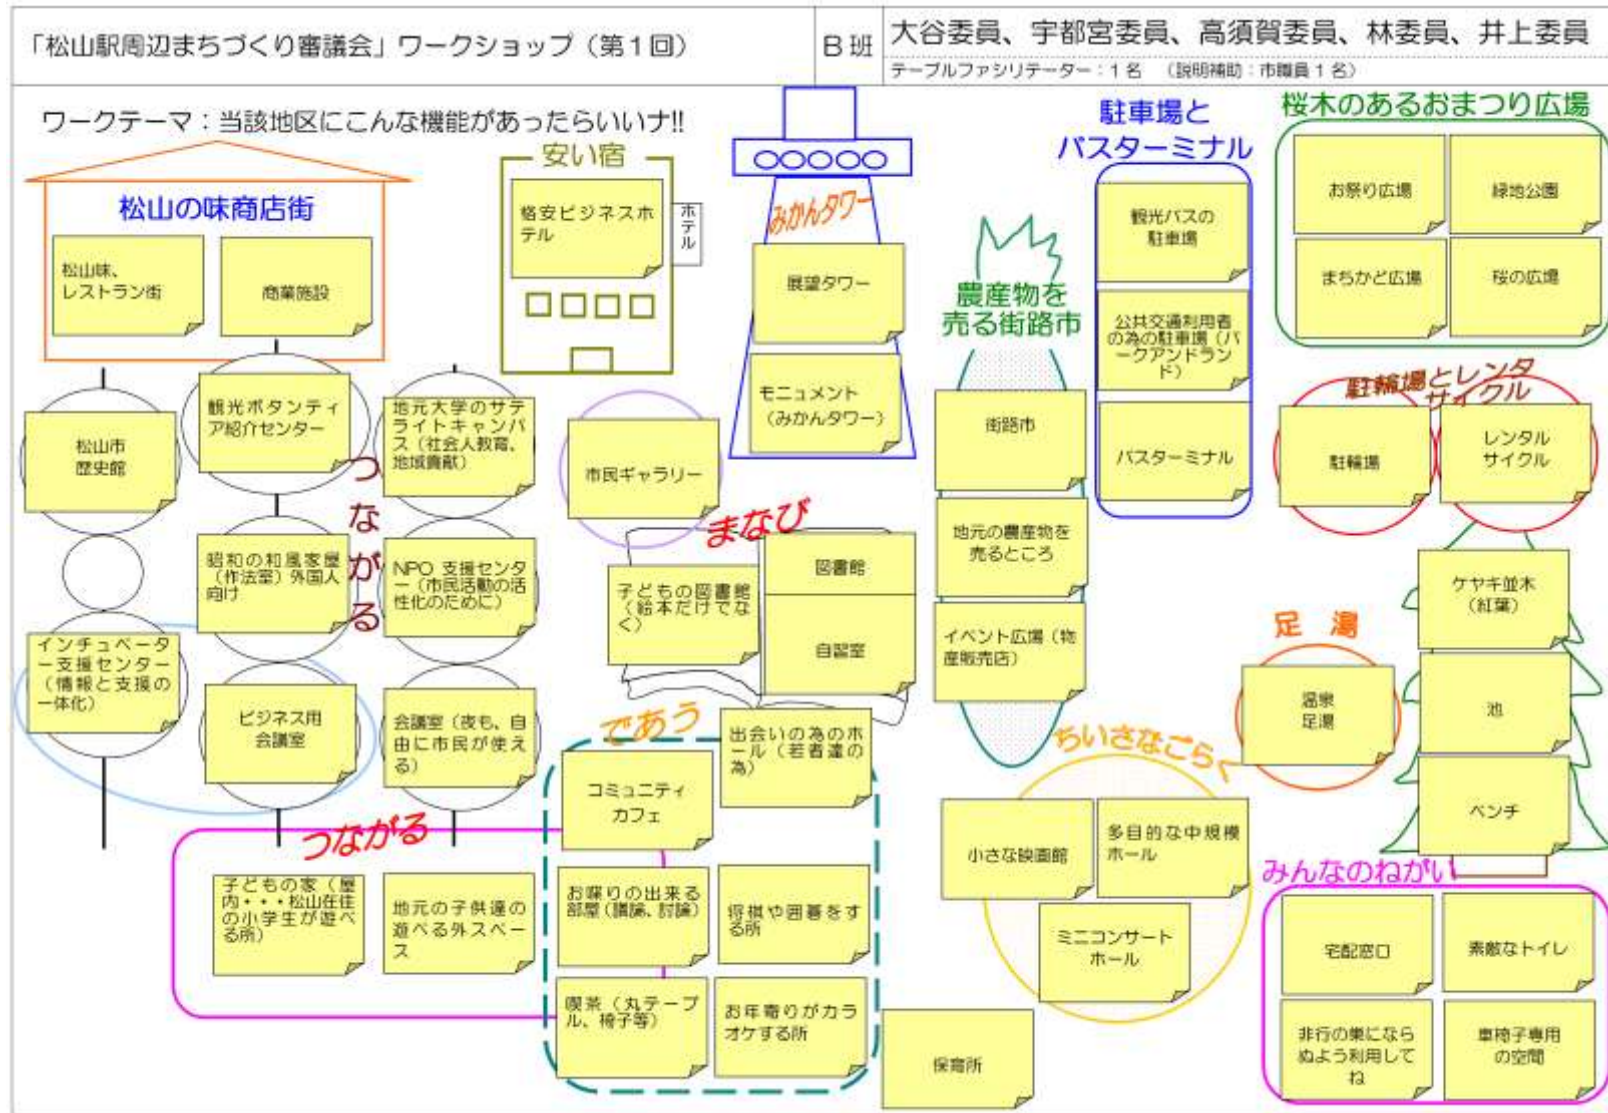 「松山駅周辺まちづくり審議会」ワークショップ（第１回）
Ｂ班
大谷委員、宇都宮委員、高須賀委員、林委員、井上委員
テーブルファシリテーター：１名　（説明補助：市職員１名）
ワークテーマ：当該地区にこんな機能があったらいいナ!!
松山の味商店街
松山味、
レストラン街
商業施設
安い宿
格安ビジネスホ
テル
ホテル
みかんタワー
展望タワー
モニュメント
（みかんタワー）
農産物を
売る街路市
街路市
地元の農産物を
売るところ
イベント広場（物
産販売店）
駐車場と
バスターミナル
観光バスの
駐車場
公共交通利用者
の為の駐車場（パ
ークアンドランド
）
バスターミナル
桜木のあるおまつり広場
お祭り広場
緑地公園
まちかど広場
桜の広場
駐輪場とレンタ
サイクル
駐輪場
レンタル
サイクル
つながる
松山市
歴史館
観光ボタンティ
ア紹介センター
地元大学のサテ
ライトキャンパ
ス（社会人教育、
地域貢献）
昭和の和風家屋
（作法室）外国人
向け
NPO 支援センタ
ー（市民活動の活
性化のために）
インチュベータ
ー支援センター
（情報と支援の
一体化）
ビジネス用
会議室
会議室（夜も、自
由に市民が使え
る）
市民ギャラリー
まなび
子どもの図書館
（絵本だけでな
く）
図書館
自習室
であう
出会いの為のホ
ール（若者達の
為）
コミュニティ
カフェ
お喋りの出来る
部屋（議論、討論）
将棋や囲碁をす
る所
喫茶（丸テーブ
ル、椅子等）
お年寄りがカラ
オケする所
つながる
子どもの家（屋
内・・・松山在住
の小学生が遊べ
る所）
地元の子供達の
遊べる外スペー
ス
ちいさなごらく
小さな映画館
多目的な中規模
ホール
ミニコンサート
ホール
保育所
足湯
温泉
足湯
ケヤキ並木
（紅葉）
池
ベンチ
みんなのねがい
宅配窓口
素敵なトイレ
非行の巣になら
ぬよう利用して
ね
車椅子専用
の空間